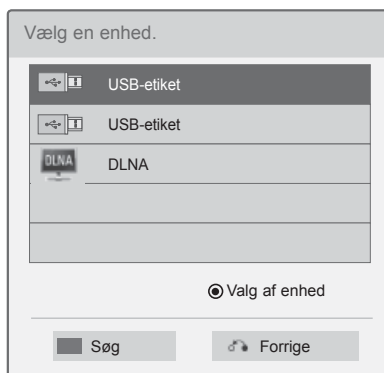 Vælg en enhed.
USB-etiket
USB-etiket
DLNA DLNA
Valg af enhed
Søg Forrige